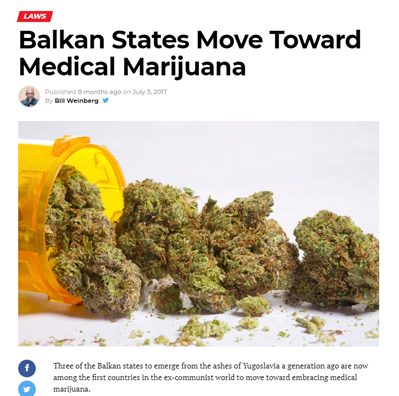 LAWS
Balkan States Move Toward
Medical Marijuana
Published 8 months ago on July 3, 2017
By Bill Weinberg
Three of the Balkan states to emerge from the ashes of Yugoslavia a generation ago are now
among the first countries in the ex-communist world to move toward embracing medical
marijuana.